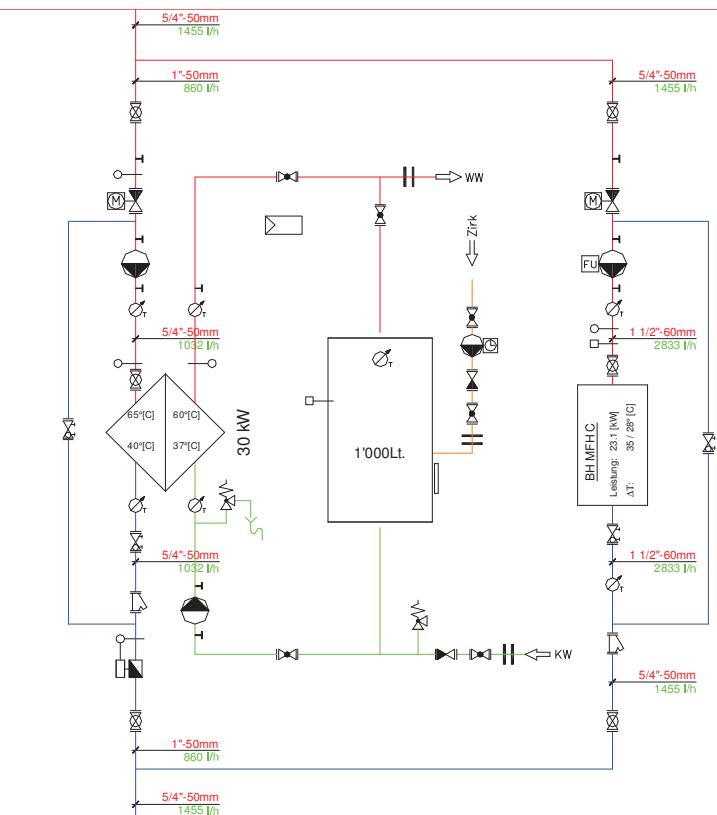 5/4"-50mm
1455 l/h
1"-50mm
860 l/h
5/4"-50mm
1455 l/h
WW
M
M
Zirk
FU
T
T
T
5/4"-50mm
1032 l/h
1 1/2"-60mm
2833 l/h
T
65°[C]
60°[C]
40°[C]
37°[C]
30 kW
1'000Lt.
BH MFH C
Leistung: 23.1 [kW]
ΔT: 35 / 28° [C]
T
T
5/4"-50mm
1032 l/h
1 1/2"-60mm
2833 l/h
T
KW
5/4"-50mm
1455 l/h
1"-50mm
860 l/h
5/4"-50mm
1455 l/h